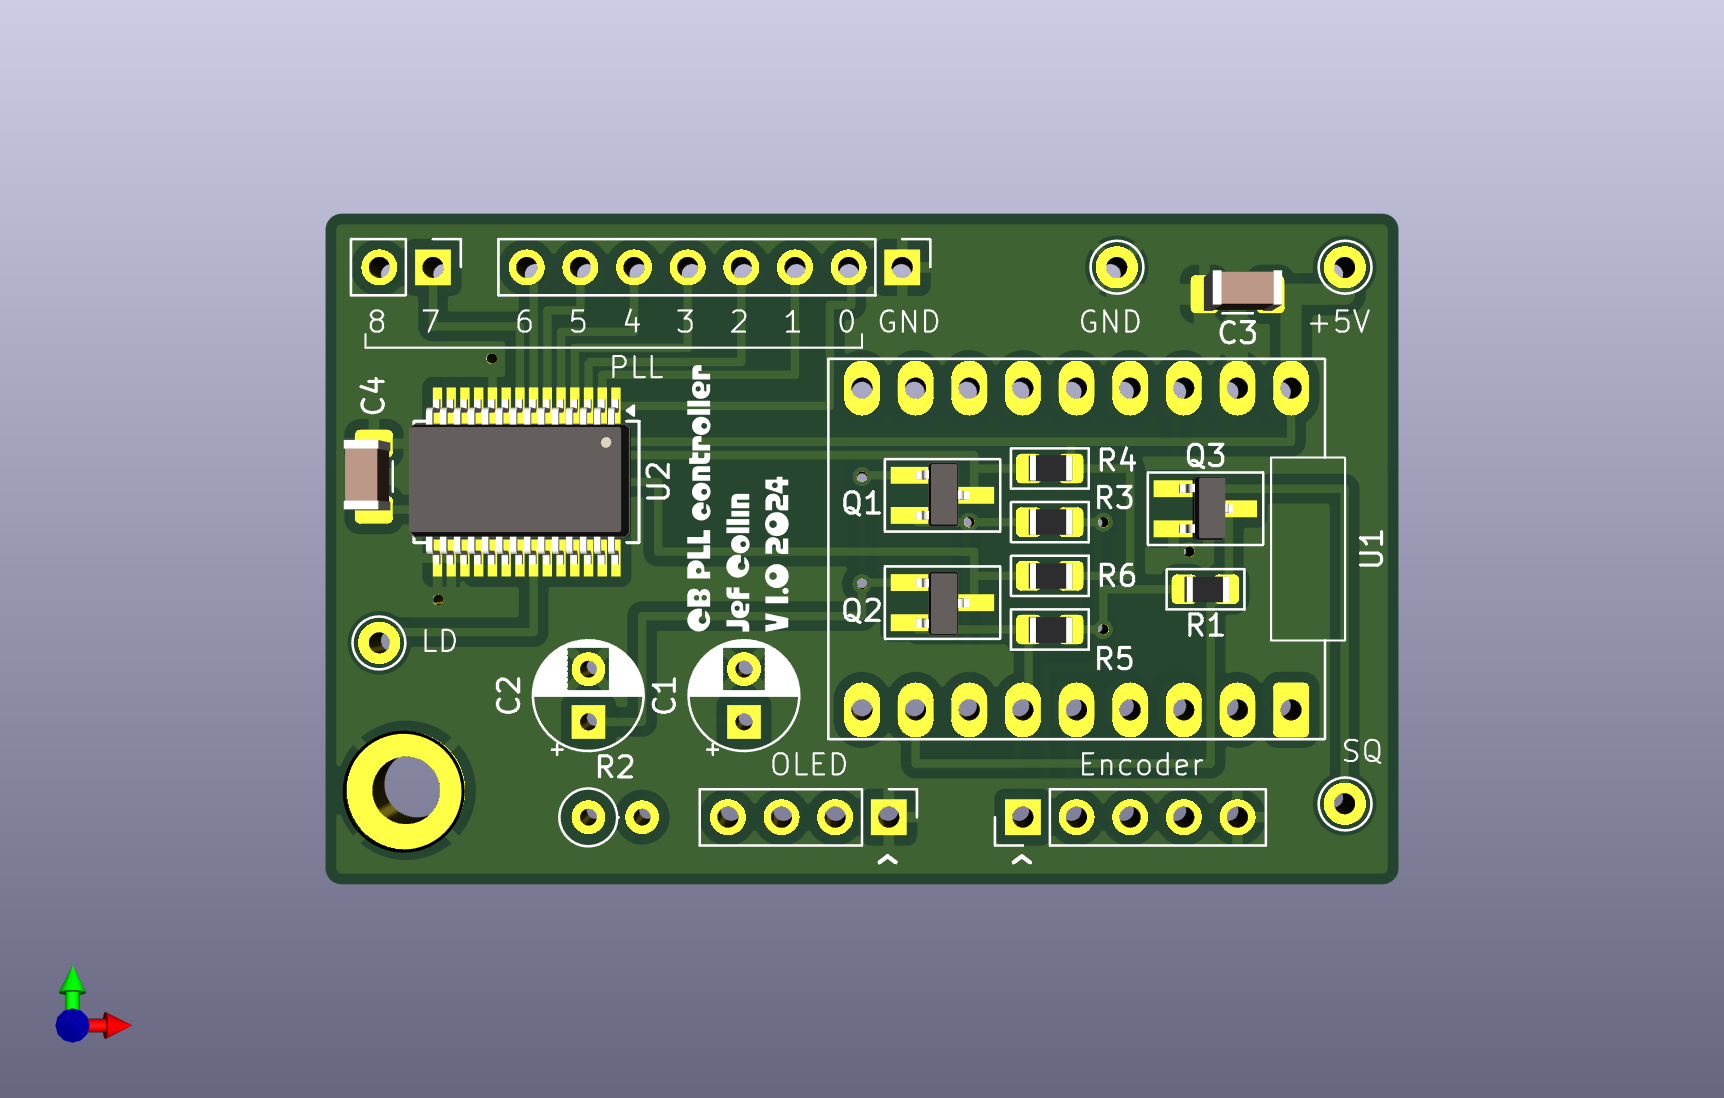 8 7 6 5 4 3 2 1 0 GND GND +5V
C3
PLL
C4
CB PLL controller
Jef Collin
V 1.0 2024
U2
Q1
R4
R3
Q3
U1
Q2
R6
R1
R5
LD
C2
C1
SQ
R2
OLED
Encoder
+
+
^
^